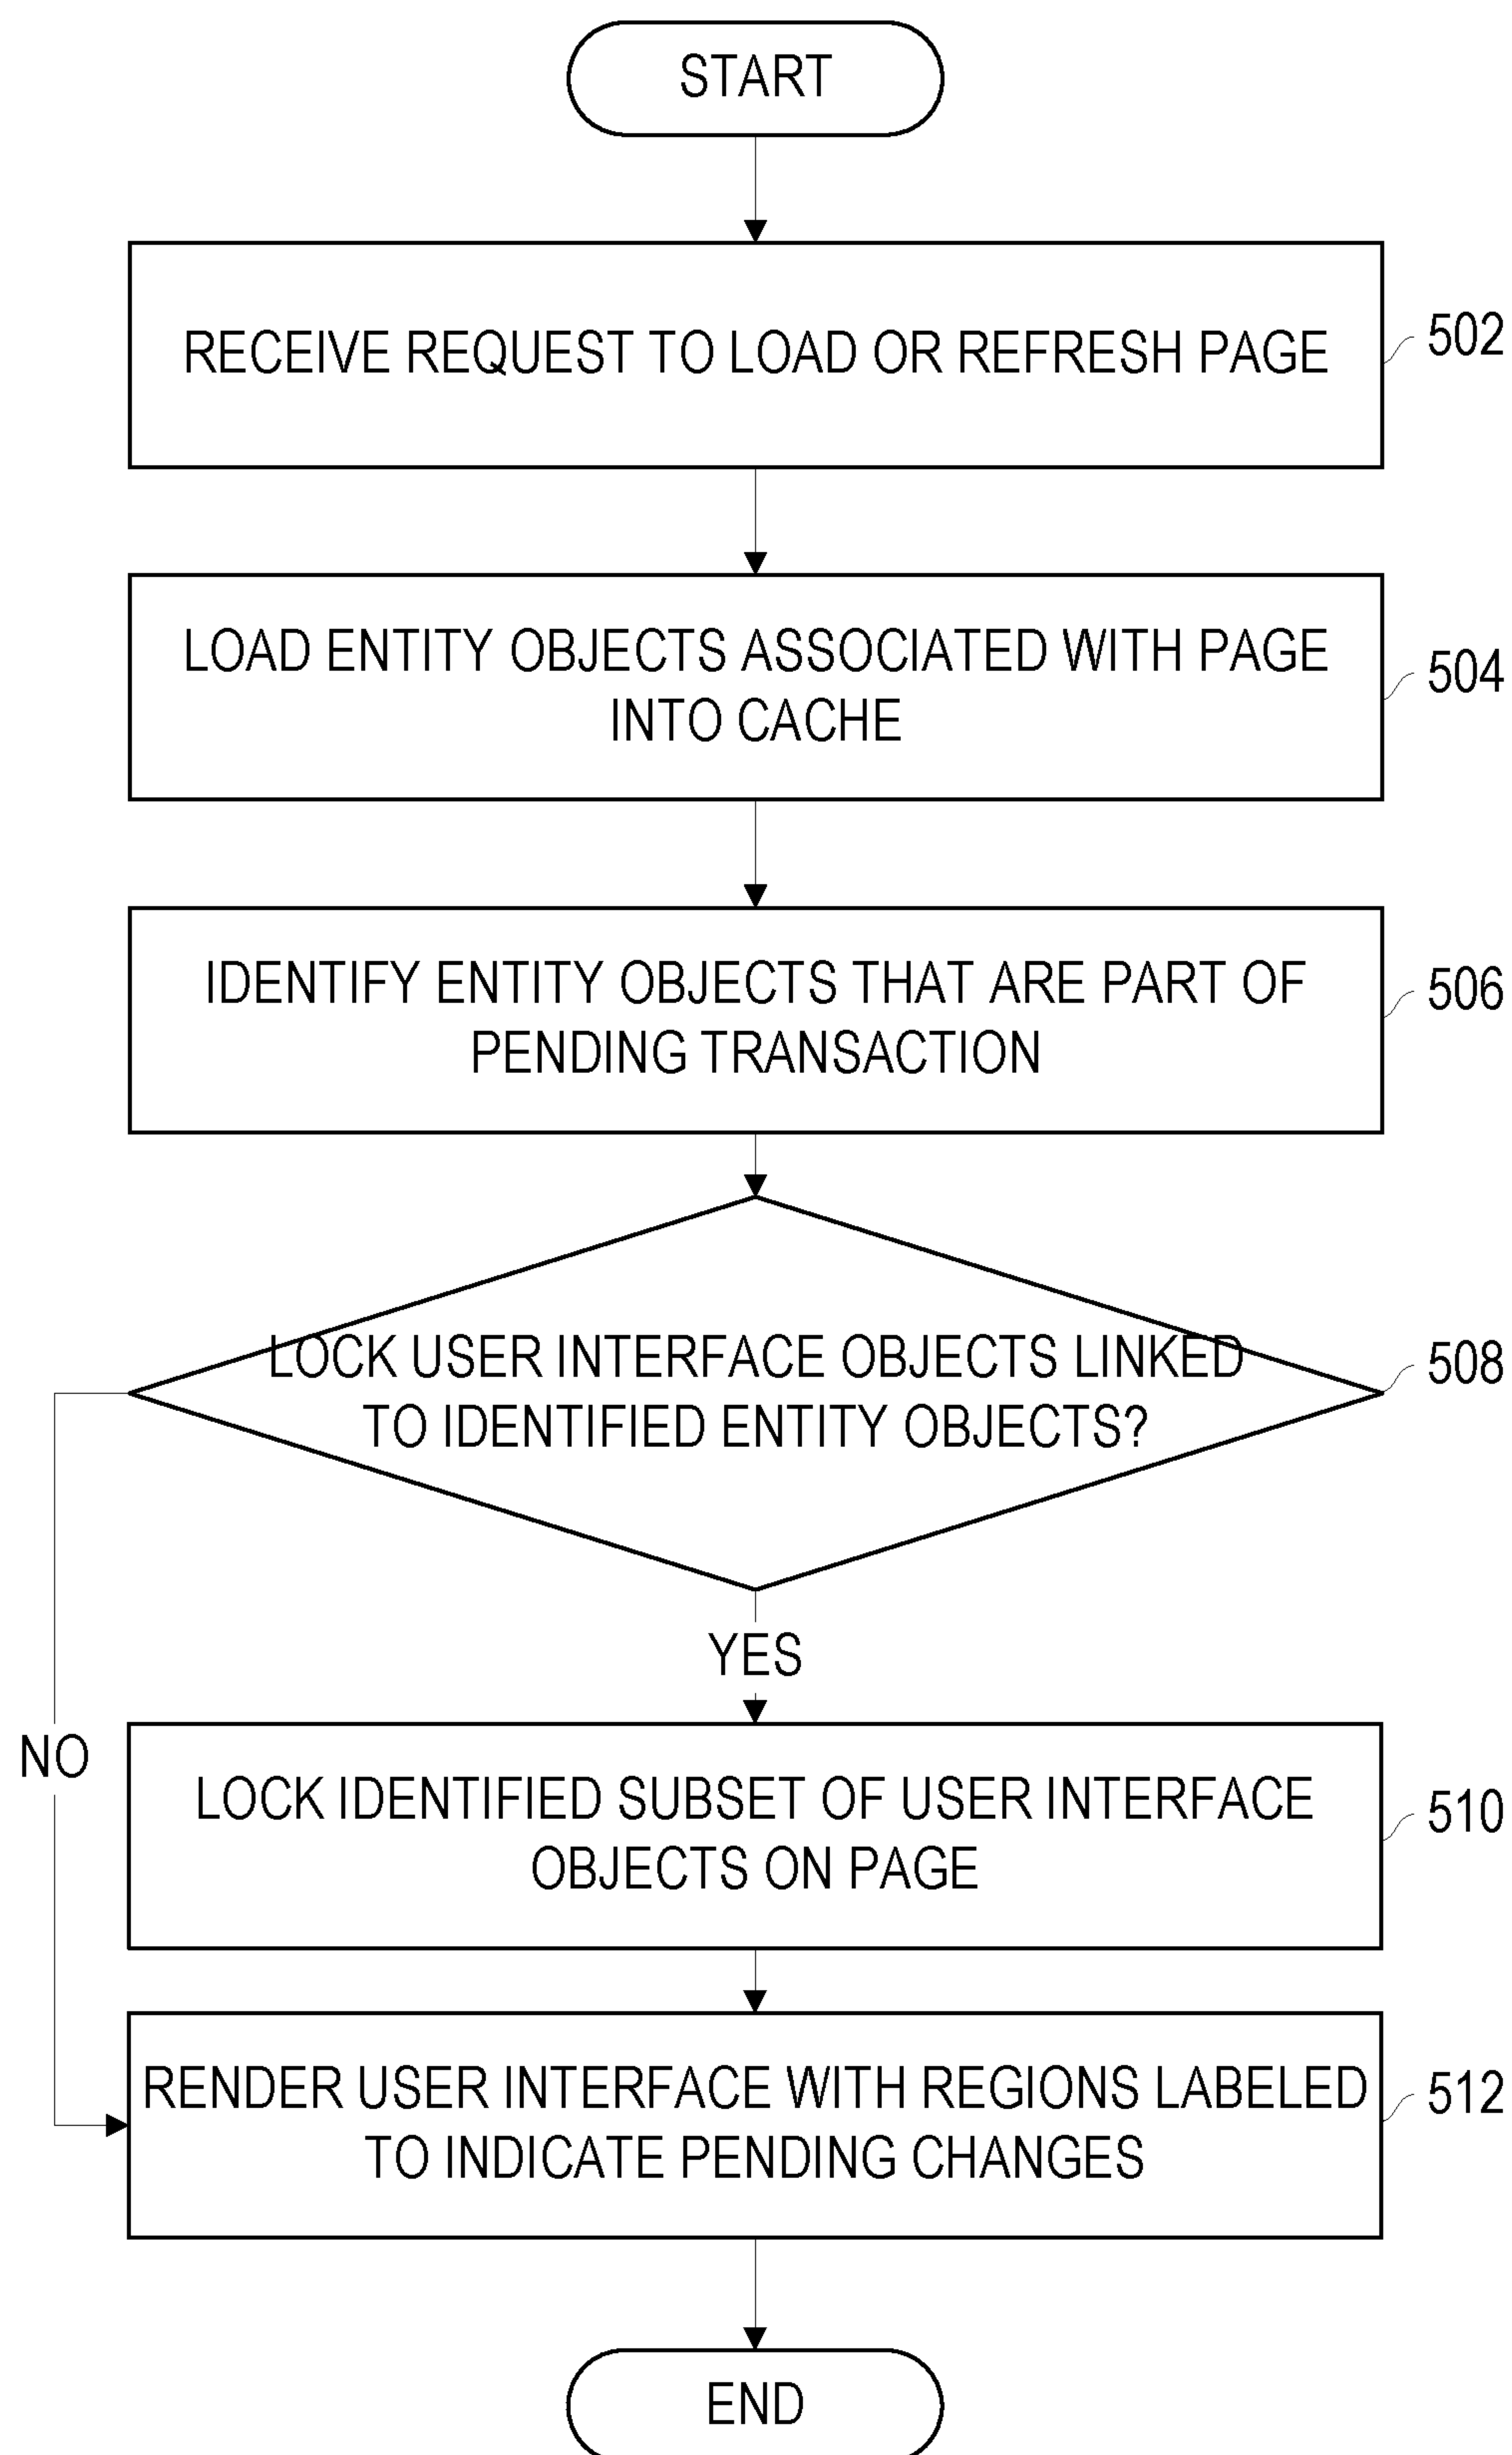 START
RECEIVE REQUEST TO LOAD OR REFRESH PAGE
502
LOAD ENTITY OBJECTS ASSOCIATED WITH PAGE
INTO CACHE
504
IDENTIFY ENTITY OBJECTS THAT ARE PART OF
PENDING TRANSACTION
506
LOCK USER INTERFACE OBJECTS LINKED
TO IDENTIFIED ENTITY OBJECTS?
508
YES
NO
LOCK IDENTIFIED SUBSET OF USER INTERFACE
OBJECTS ON PAGE
510
RENDER USER INTERFACE WITH REGIONS LABELED
TO INDICATE PENDING CHANGES
512
END